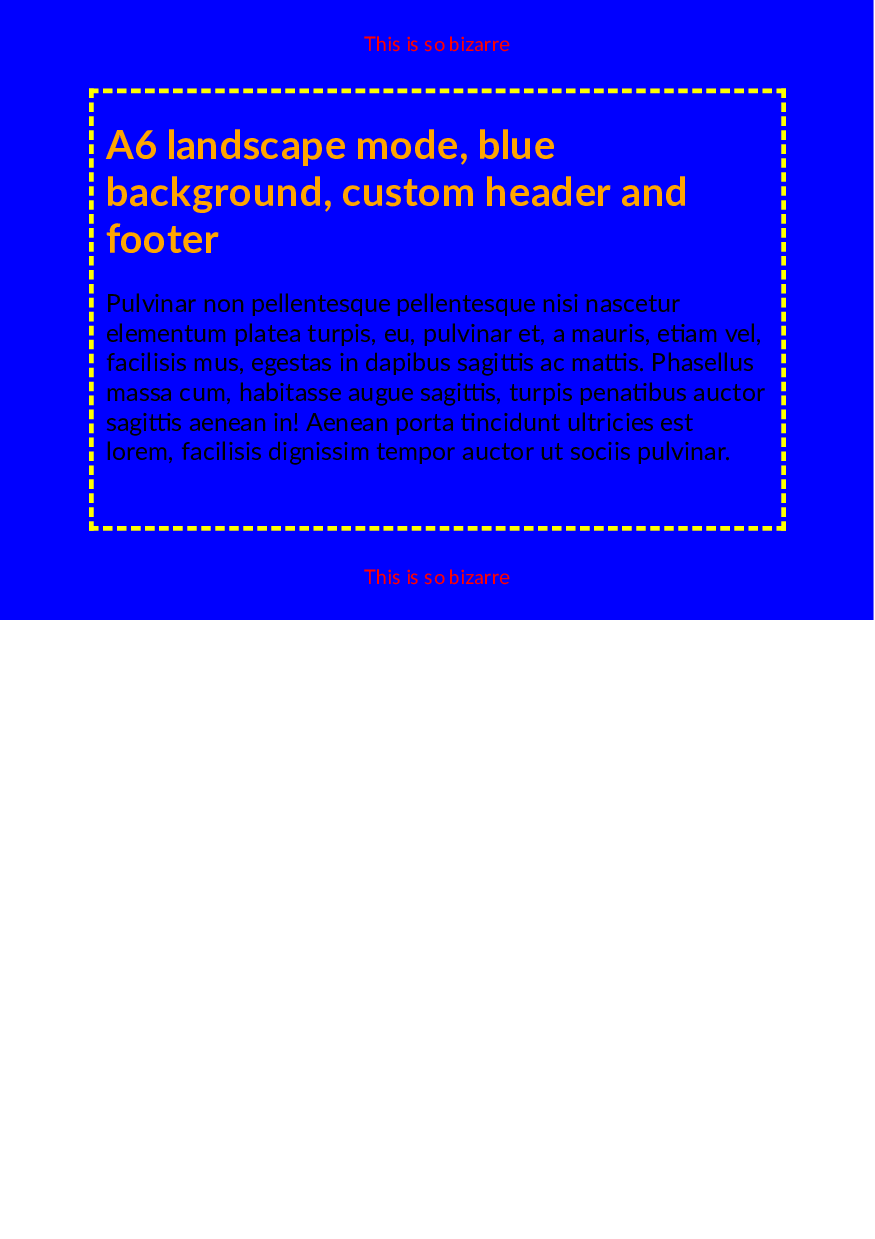 This is so bizarre
A6 landscape mode, blue
background, custom header and
footer
Pulvinar non pellentesque pellentesque nisi nascetur
elementum platea turpis, eu, pulvinar et, a mauris, etiam vel,
facilisis mus, egestas in dapibus sagittis ac mattis. Phasellus
massa cum, habitasse augue sagittis, turpis penatibus auctor
sagittis aenean in! Aenean porta tincidunt ultricies est
lorem, facilisis dignissim tempor auctor ut sociis pulvinar.
This is so bizarre